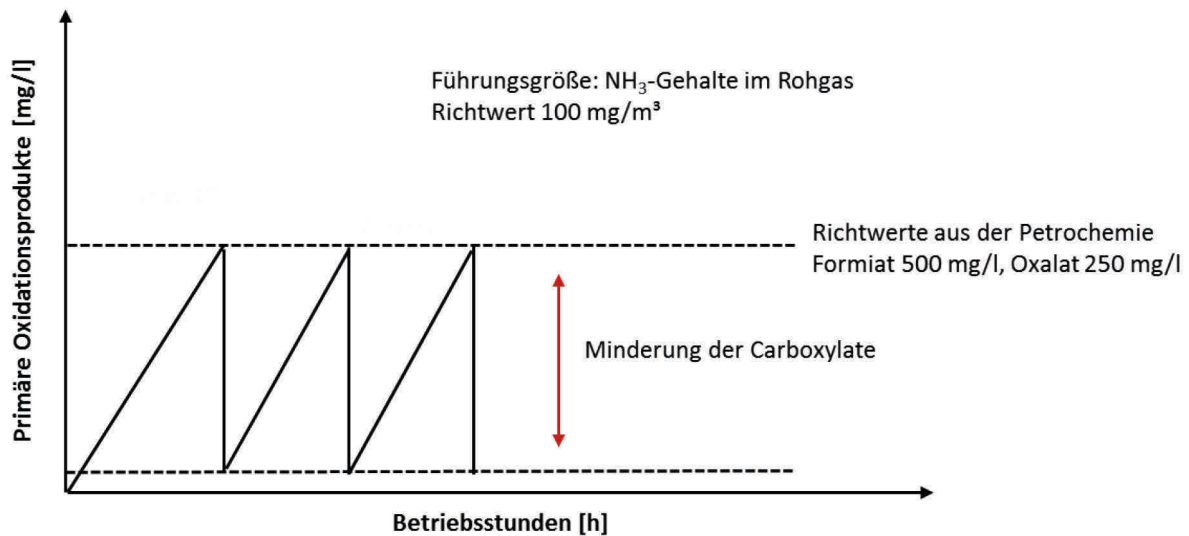 Primäre Oxidationsprodukte [mg/l]
Führungsgröße: NH₃-Gehalte im Rohgas
Richtwert 100 mg/m³
Richtwerte aus der Petrochemie
Formiat 500 mg/l, Oxalat 250 mg/l
Minderung der Carboxylate
Betriebsstunden [h]